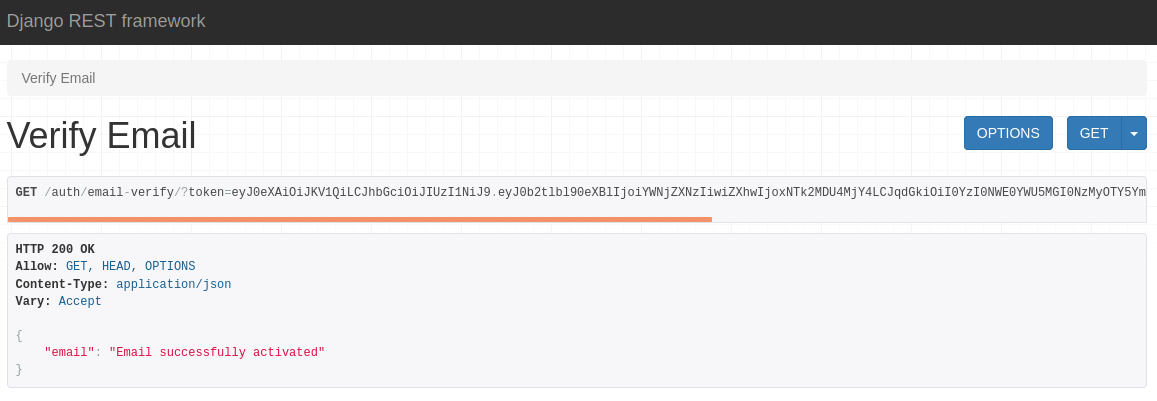 Django REST framework
Verify Email
Verify Email
OPTIONS
GET
GET /auth/email-verify/?token=eyJ0eXAiOiJKV1QiLCJhbGciOiJIUzI1NiJ9.eyJ0b2tlbl90eXBlIjoiYWNjZXNzIiwiZXhwIjoxNTk2MDU4MjY4LCJqdGkiOiI0YzI0NWE0YWU5MGI0NzMyOTY5Ym
HTTP 200 OK
Allow: GET, HEAD, OPTIONS
Content-Type: application/json
Vary: Accept
{
"email": "Email successfully activated"
}